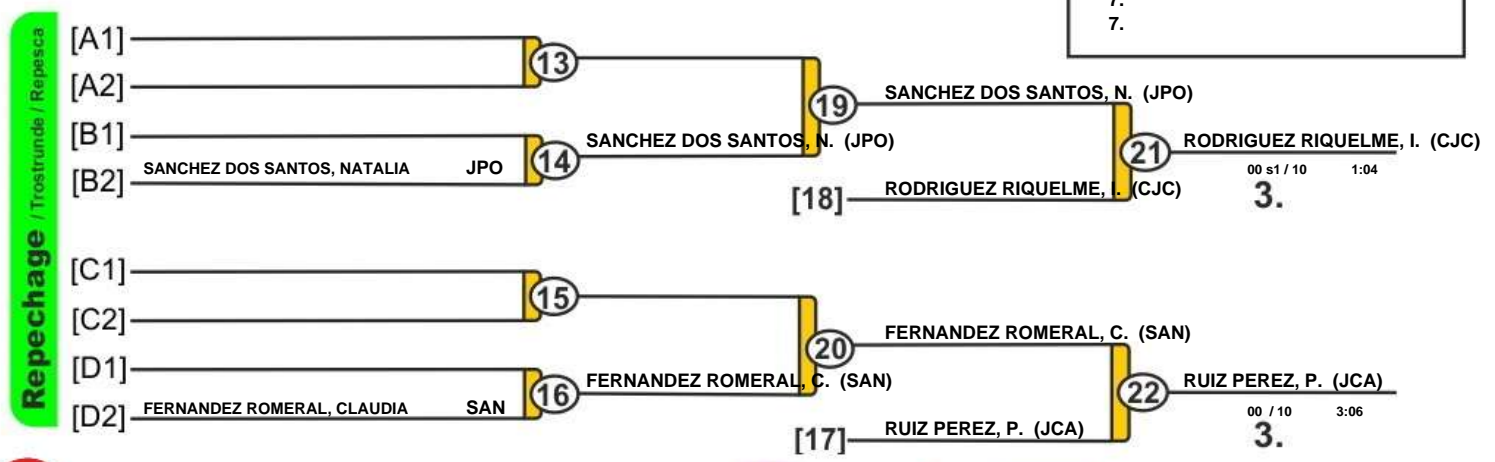 7.
7.
Repechage / Trostrunde / Repesca
[A1]
13
[A2]
19
SANCHEZ DOS SANTOS, N. (JPO)
[B1]
SANCHEZ DOS SANTOS, N. (JPO)
21
RODRIGUEZ RIQUELME, I. (CJC)
14
[B2]
SANCHEZ DOS SANTOS, NATALIA JPO
00 s1 / 10 1:04
[18]
RODRIGUEZ RIQUELME, I. (CJC)
3.
[C1]
15
[C2]
20
FERNANDEZ ROMERAL, C. (SAN)
[D1]
16
FERNANDEZ ROMERAL, C. (SAN)
22
RUIZ PEREZ, P. (JCA)
[D2]
FERNANDEZ ROMERAL, CLAUDIA SAN
00 / 10 3:06
[17]
RUIZ PEREZ, P. (JCA)
3.